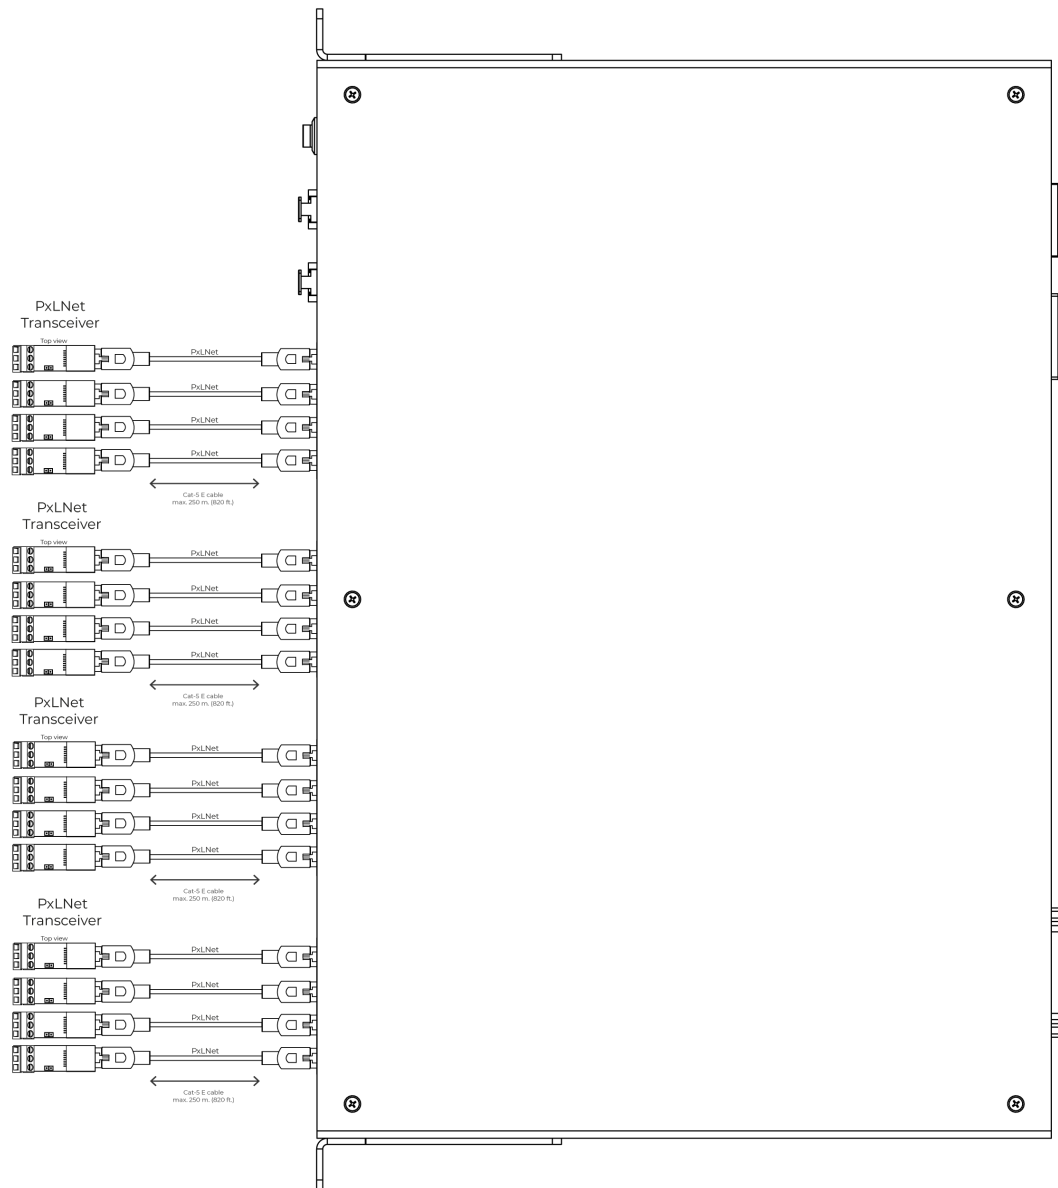 PxLNet
Transceiver
Top view
PxLNet
PxLNet
PxLNet
PxLNet
Cat-5 E cable
max. 250 m. (820 ft.)
PxLNet
Transceiver
Top view
PxLNet
PxLNet
PxLNet
PxLNet
Cat-5 E cable
max. 250 m. (820 ft.)
PxLNet
Transceiver
Top view
PxLNet
PxLNet
PxLNet
PxLNet
Cat-5 E cable
max. 250 m. (820 ft.)
PxLNet
Transceiver
Top view
PxLNet
PxLNet
PxLNet
PxLNet
Cat-5 E cable
max. 250 m. (820 ft.)